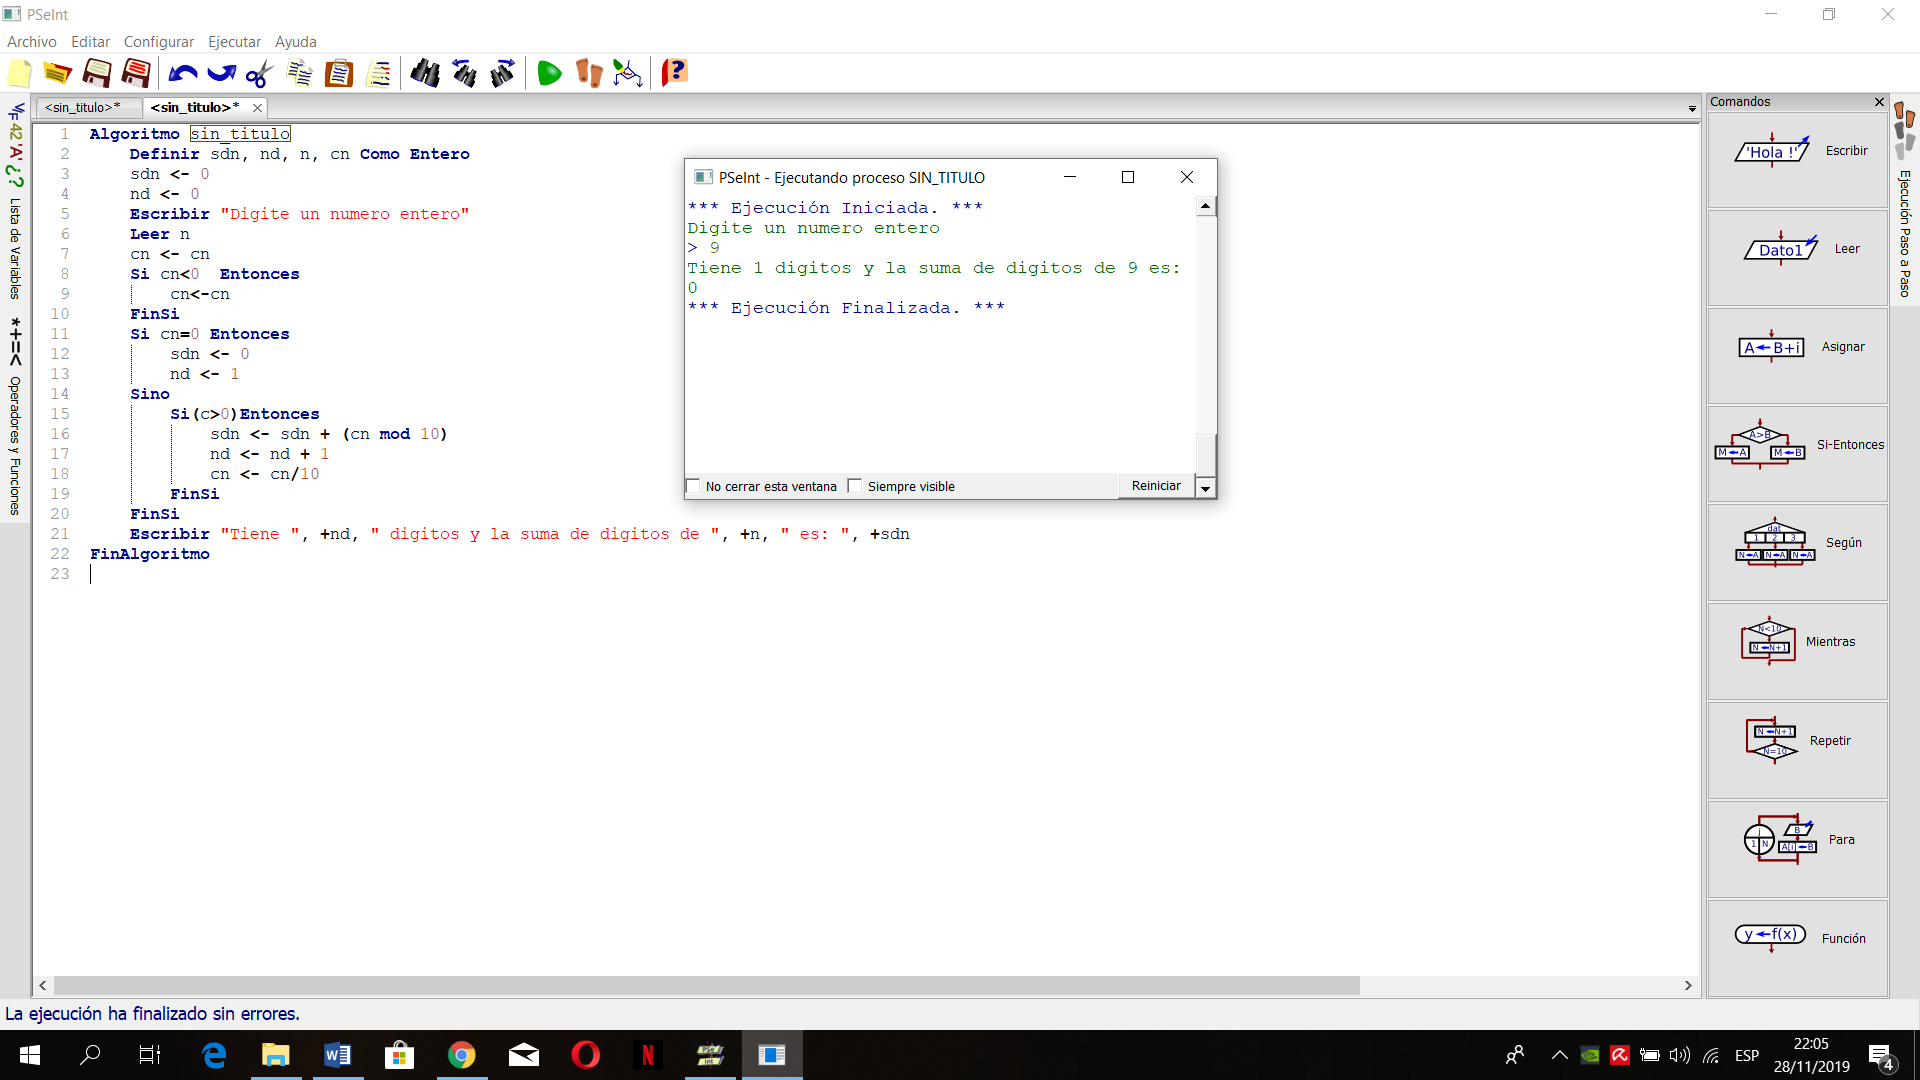 PSeInt
Archivo Editar Configurar Ejecutar Ayuda
<sin_titulo>* <sin_titulo>*
1 Algoritmo sin_titulo
2 Definir sdn, nd, n, cn Como Entero
3 sdn <- 0
4 nd <- 0
5 Escribir "Digite un numero entero"
6 Leer n
7 cn <- cn
8 Si cn<0 Entonces
9 cn<-cn
10 FinSi
11 Si cn=0 Entonces
12 sdn <- 0
13 nd <- 1
14 Sino
15 Si(c>0)Entonces
16 sdn <- sdn + (cn mod 10)
17 nd <- nd + 1
18 cn <- cn/10
19 FinSi
20 FinSi
21 Escribir "Tiene ", +nd, " digitos y la suma de digitos de ", +n, " es: ", +sdn
22 FinAlgoritmo
23
PSeInt - Ejecutando proceso SIN_TITULO
*** Ejecución Iniciada. ***
Digite un numero entero
> 9
Tiene 1 digitos y la suma de digitos de 9 es:
0
*** Ejecución Finalizada. ***
No cerrar esta ventana Siempre visible Reiniciar
42 'A' ¿?
Lista de Variables
*+=<
Operadores y Funciones
Comandos
'Hola !' Escribir
Dato1 Leer
A B+i Asignar
A>B
M A M B
Si-Entonces
dat
1 2 3
N A N A N A
Según
N<10
N N+1
Mientras
N N+1
N=10
Repetir
i
1 N
B
A[i] B
Para
y f(x) Función
Ejecución Paso a Paso
La ejecución ha finalizado sin errores.
ESP
22:05
28/11/2019
4